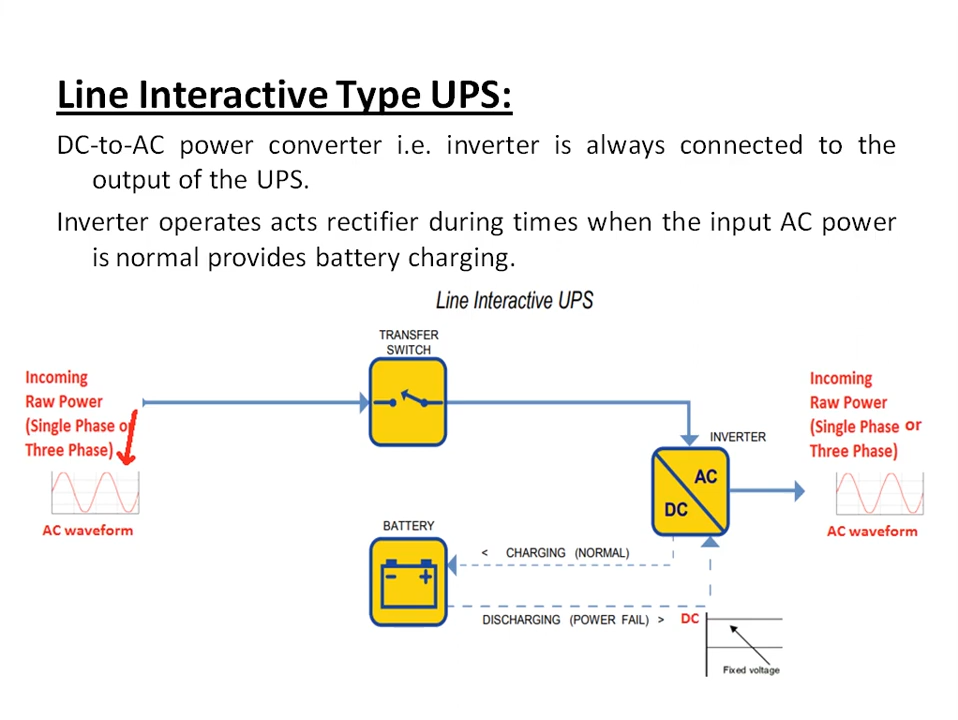 Line Interactive Type UPS:
DC-to-AC power converter i.e. inverter is always connected to the
output of the UPS.
Inverter operates acts rectifier during times when the input AC power
is normal provides battery charging.
Line Interactive UPS
TRANSFER
SWITCH
Incoming
Raw Power
(Single Phase or
Three Phase)
AC waveform
INVERTER
AC
DC
Incoming
Raw Power
(Single Phase or
Three Phase)
AC waveform
BATTERY
- +
< CHARGING (NORMAL)
DISCHARGING (POWER FAIL) > DC
Fixed voltage